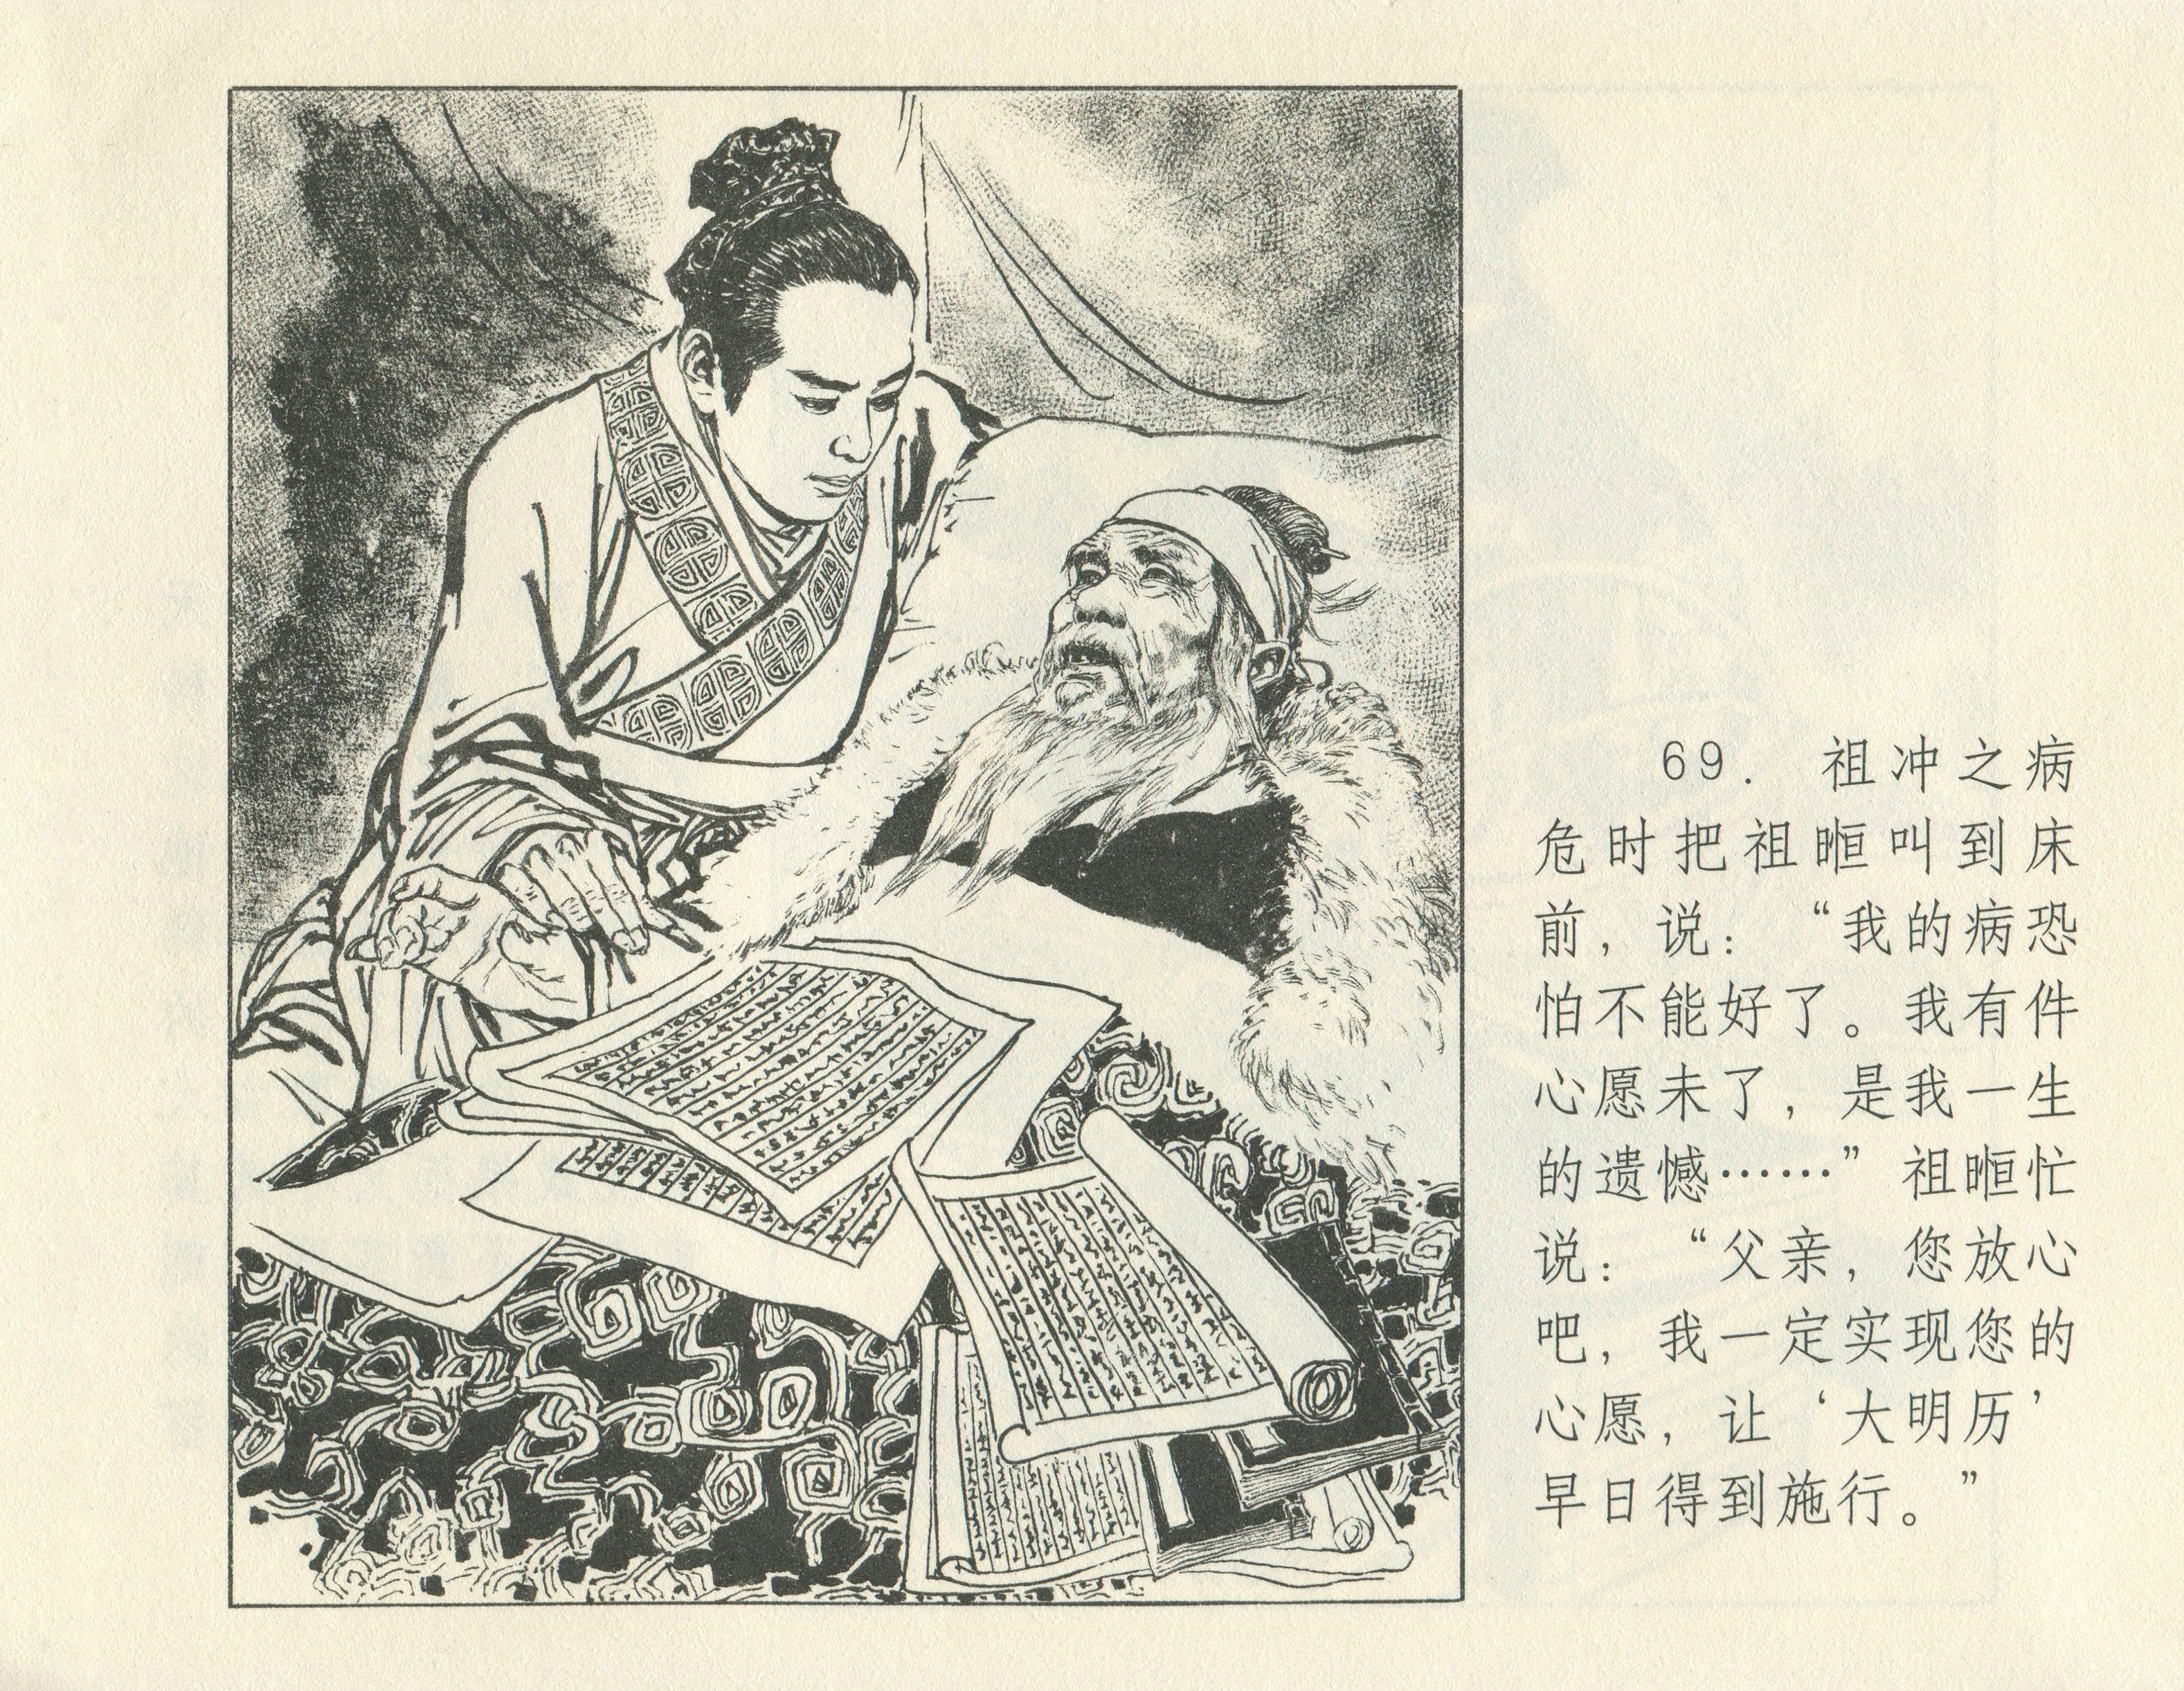 69. 祖冲之病
危时把祖暅叫到床
前，说：“我的病恐
怕不能好了。我有件
心愿未了，是我一生
的遗憾……”祖暅忙
说：“父亲，您放心
吧，我一定实现您的
心愿，让‘大明历’
早日得到施行。”